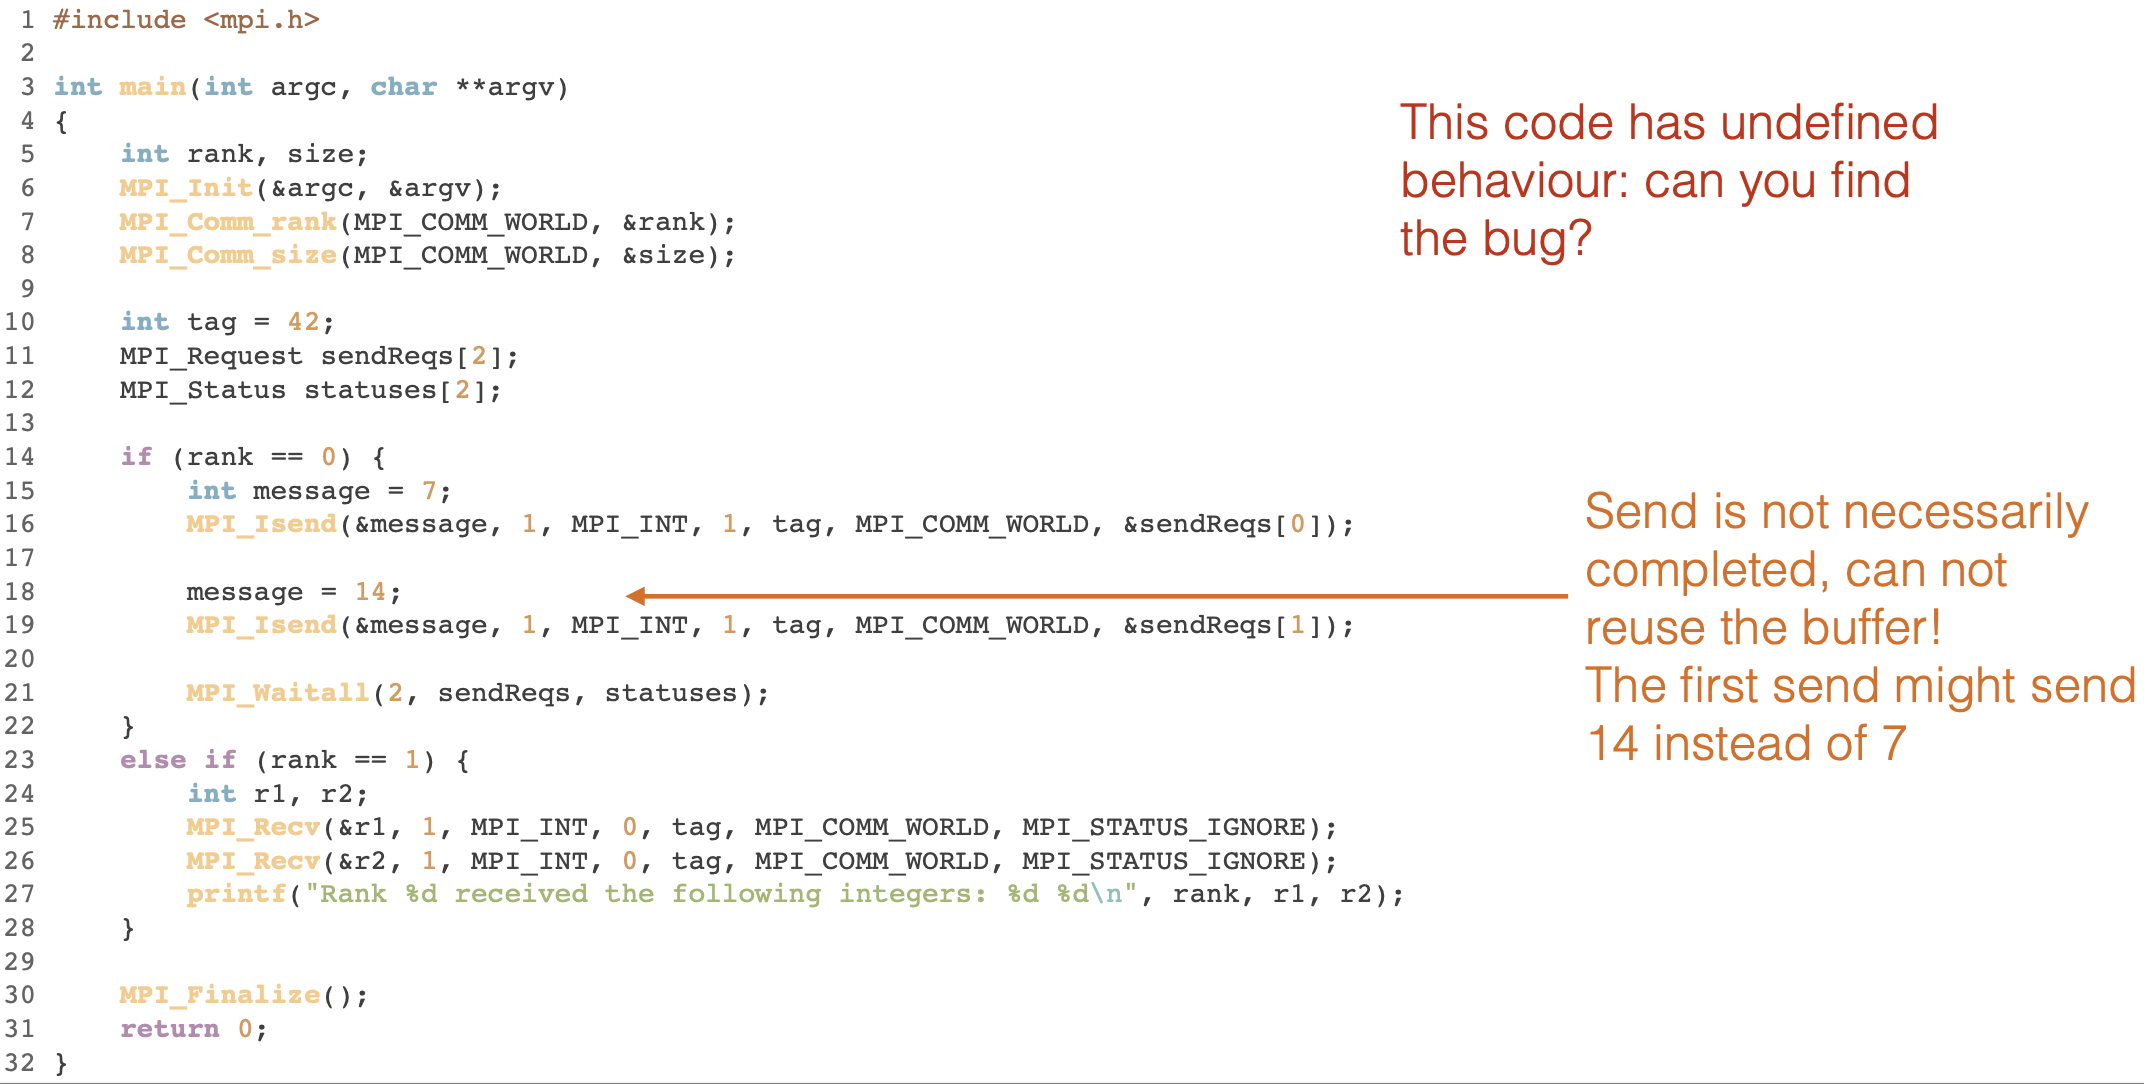 1 #include <mpi.h>
2
3 int main(int argc, char **argv)
4 {
5     int rank, size;
6     MPI_Init(&argc, &argv);
7     MPI_Comm_rank(MPI_COMM_WORLD, &rank);
8     MPI_Comm_size(MPI_COMM_WORLD, &size);
9
10     int tag = 42;
11     MPI_Request sendReqs[2];
12     MPI_Status statuses[2];
13
14     if (rank == 0) {
15         int message = 7;
16         MPI_Isend(&message, 1, MPI_INT, 1, tag, MPI_COMM_WORLD, &sendReqs[0]);
17
18         message = 14;
19         MPI_Isend(&message, 1, MPI_INT, 1, tag, MPI_COMM_WORLD, &sendReqs[1]);
20
21         MPI_Waitall(2, sendReqs, statuses);
22     }
23     else if (rank == 1) {
24         int r1, r2;
25         MPI_Recv(&r1, 1, MPI_INT, 0, tag, MPI_COMM_WORLD, MPI_STATUS_IGNORE);
26         MPI_Recv(&r2, 1, MPI_INT, 0, tag, MPI_COMM_WORLD, MPI_STATUS_IGNORE);
27         printf("Rank %d received the following integers: %d %d\n", rank, r1, r2);
28     }
29
30     MPI_Finalize();
31     return 0;
32 }
This code has undefined
behaviour: can you find
the bug?
Send is not necessarily
completed, can not
reuse the buffer!
The first send might send
14 instead of 7